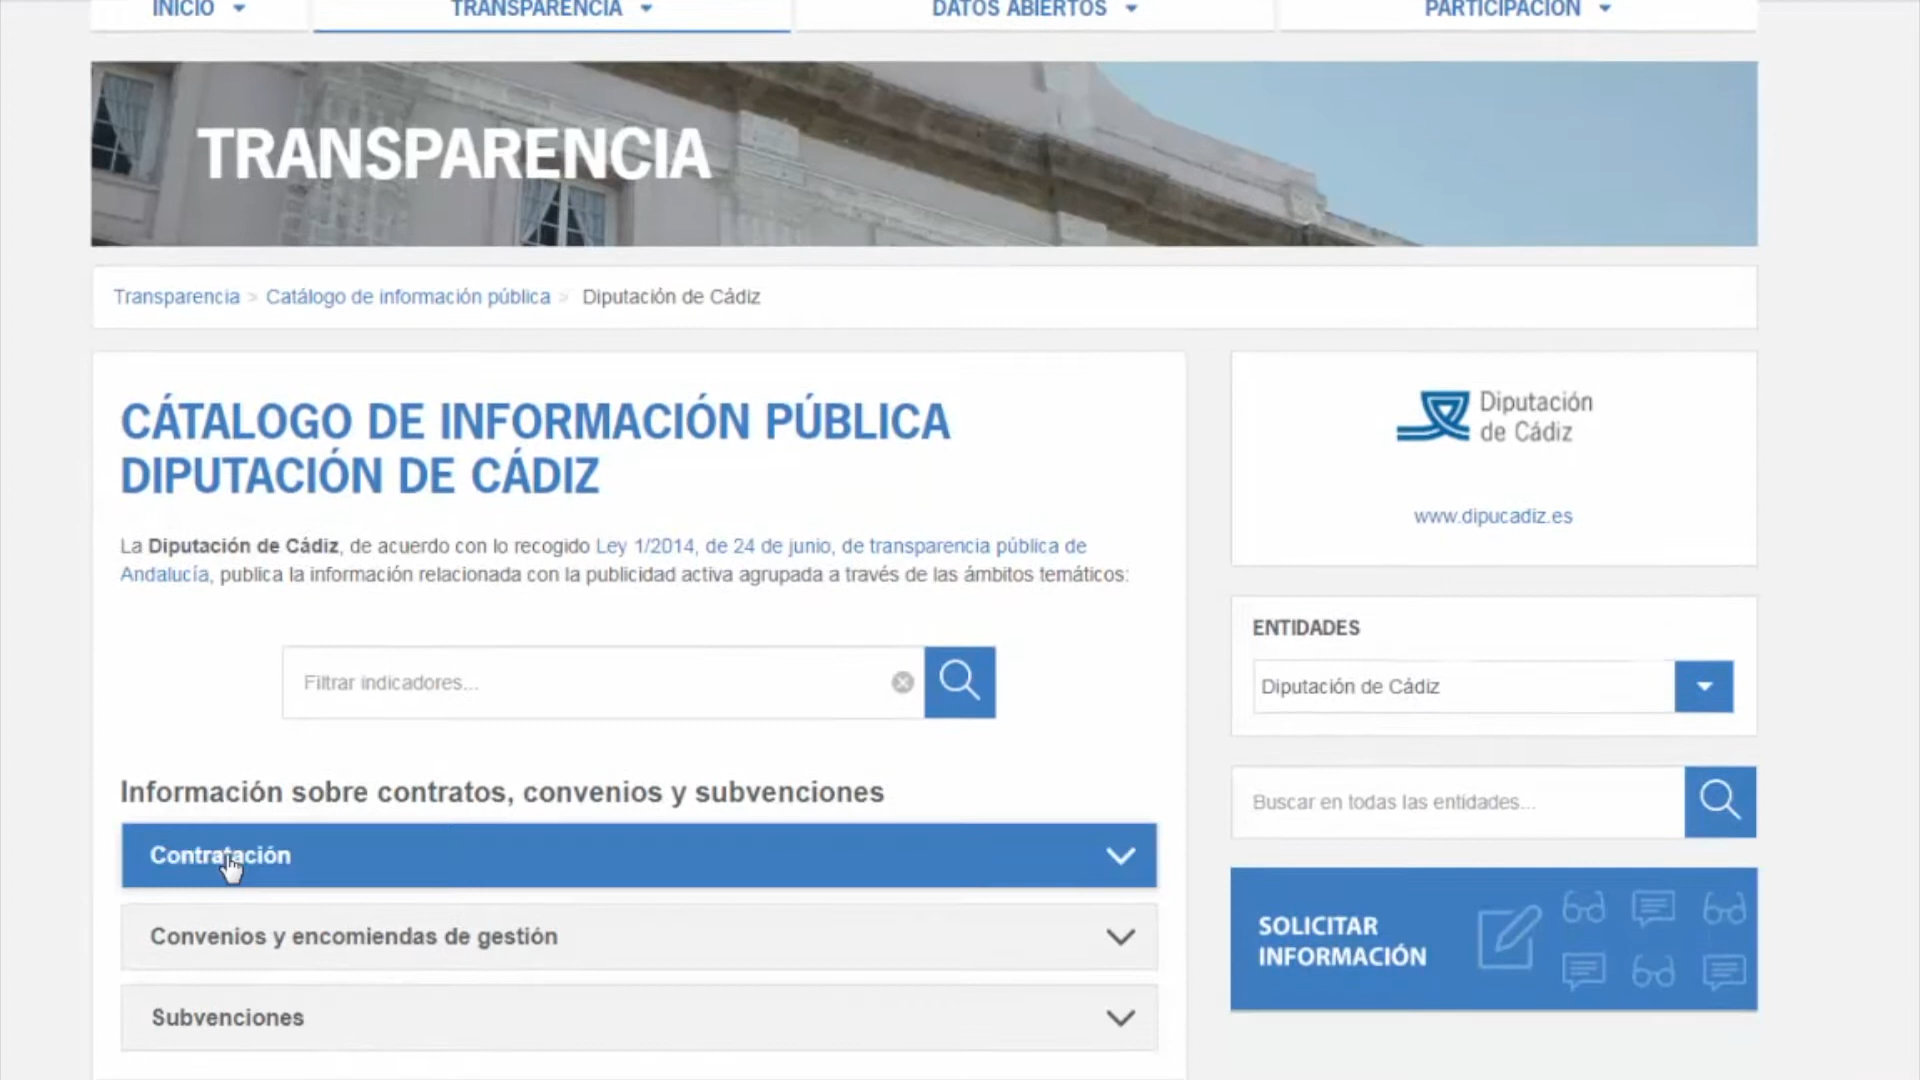 INICIO
TRANSPARENCIA
DATOS ABIERTOS
PARTICIPACIÓN
TRANSPARENCIA
Transparencia > Catálogo de información pública > Diputación de Cádiz
CÁTALOGO DE INFORMACIÓN PÚBLICA
DIPUTACIÓN DE CÁDIZ
La Diputación de Cádiz, de acuerdo con lo recogido Ley 1/2014, de 24 de junio, de transparencia pública de
Andalucía, publica la información relacionada con la publicidad activa agrupada a través de las ámbitos temáticos:
Filtrar indicadores...
Información sobre contratos, convenios y subvenciones
Contratación
Convenios y encomiendas de gestión
Subvenciones
Diputación
de Cádiz
www.dipucadiz.es
ENTIDADES
Diputación de Cádiz
Buscar en todas las entidades...
SOLICITAR
INFORMACIÓN